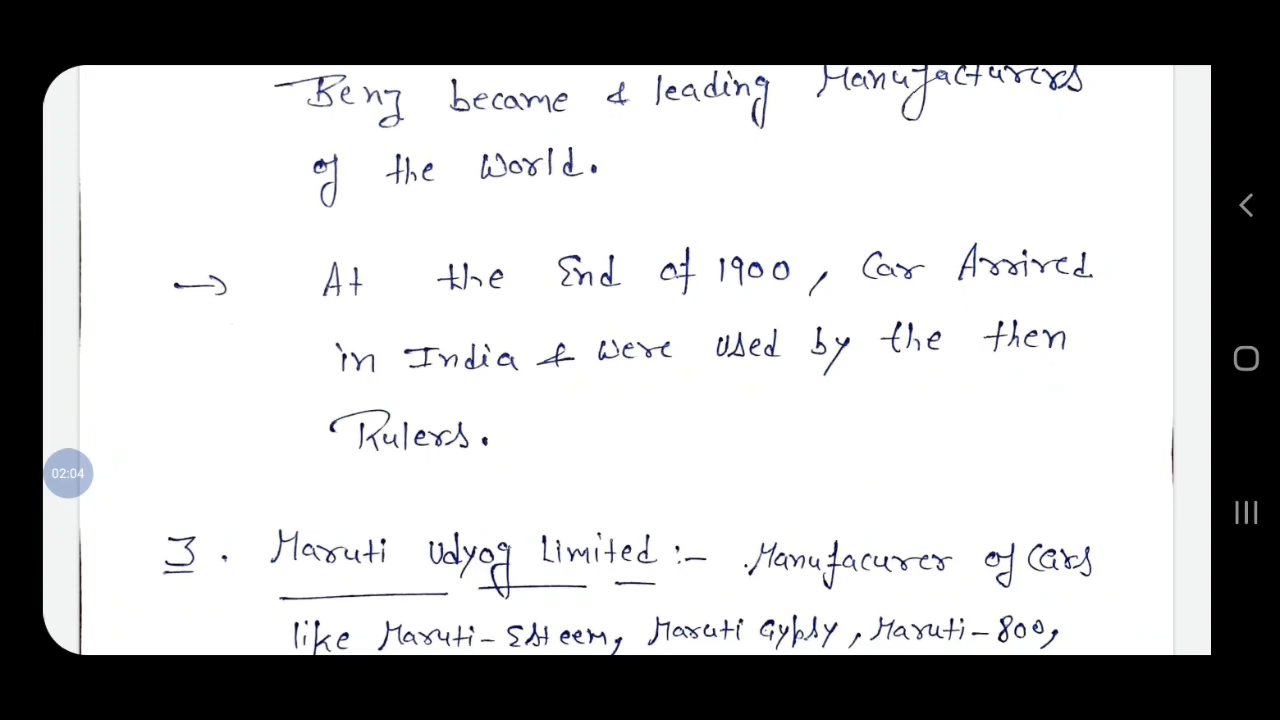 Benz became & leading Manufacturers
of the World.
→ At the End of 1900, Car Arrived
in India & were used by the then
Rulers.
02:04
3. Maruti Udyog Limited :- Manufacurer of Cars
like Maruti-Esteem, Maruti Gypsy, Maruti-800,